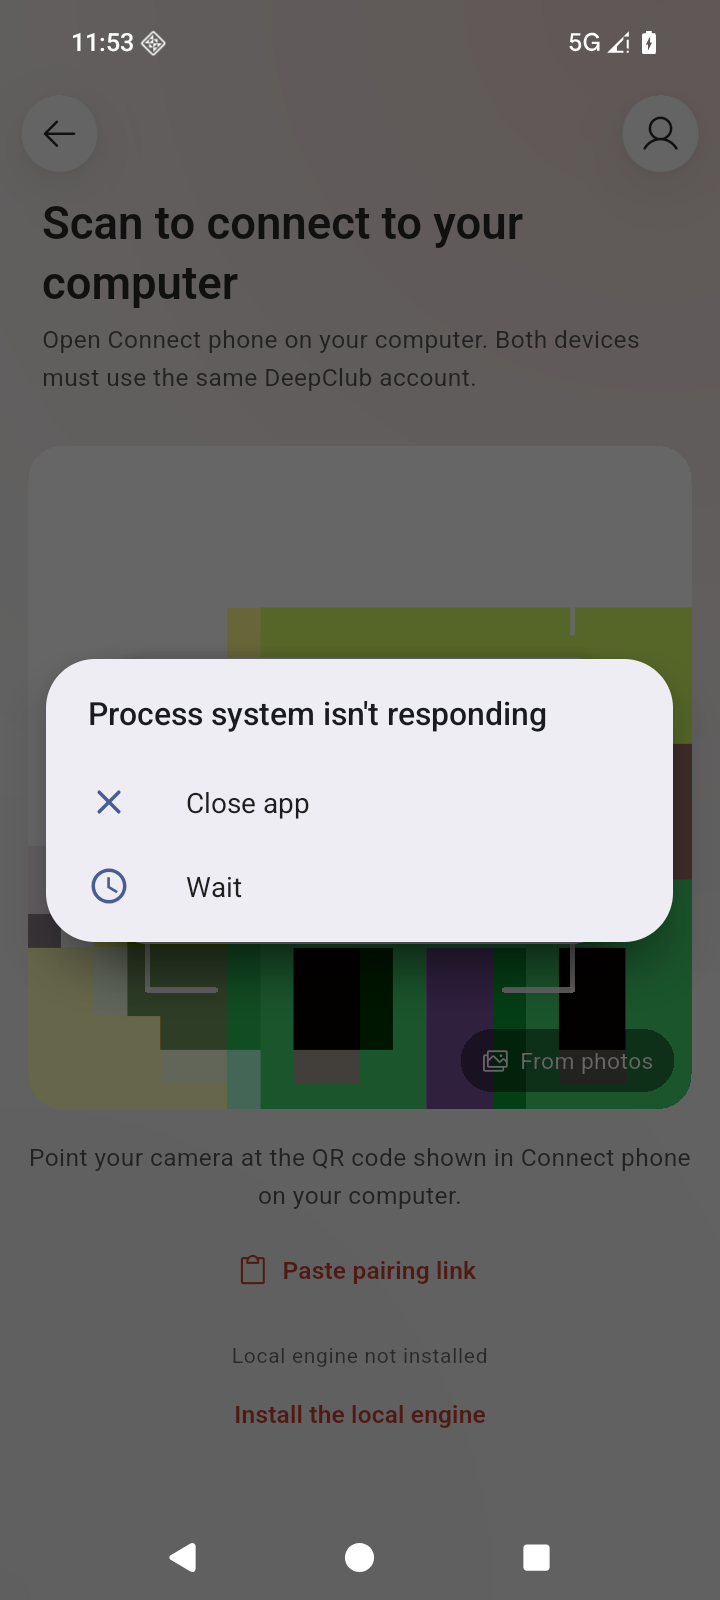 11:53
5G
Scan to connect to your
computer
Open Connect phone on your computer. Both devices
must use the same DeepClub account.
Process system isn't responding
Close app
Wait
From photos
Point your camera at the QR code shown in Connect phone
on your computer.
Paste pairing link
Local engine not installed
Install the local engine